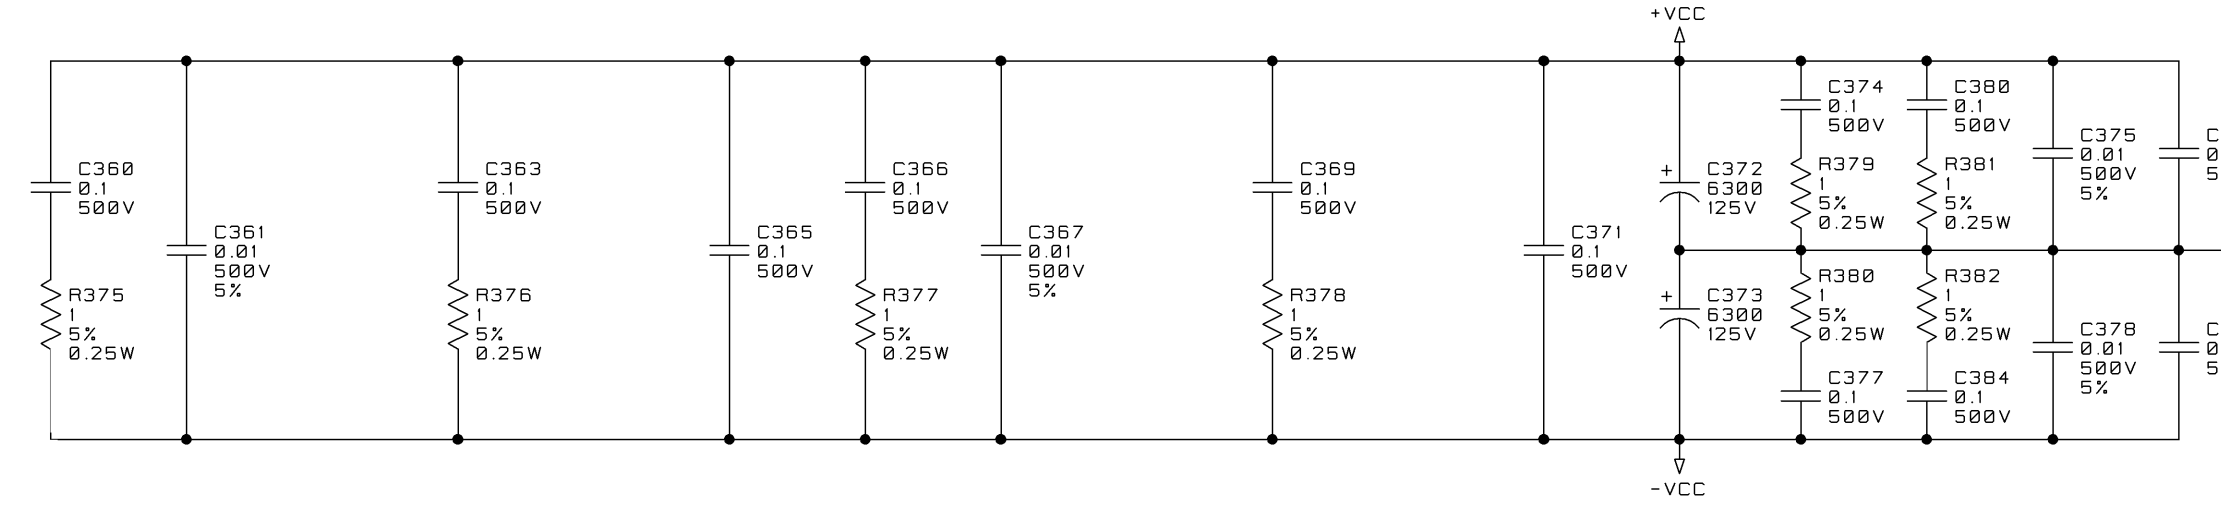 +VCC
C360
0.1
500V
R375
1
5%
0.25W
C361
0.01
500V
5%
C363
0.1
500V
R376
1
5%
0.25W
C365
0.1
500V
C366
0.1
500V
R377
1
5%
0.25W
C367
0.01
500V
5%
C369
0.1
500V
R378
1
5%
0.25W
C371
0.1
500V
+
C372
6300
125V
+
C373
6300
125V
C374
0.1
500V
R379
1
5%
0.25W
R380
1
5%
0.25W
C377
0.1
500V
C380
0.1
500V
R381
1
5%
0.25W
R382
1
5%
0.25W
C384
0.1
500V
C375
0.01
500V
5%
C378
0.01
500V
5%
C
0
5
C
0
5
-VCC